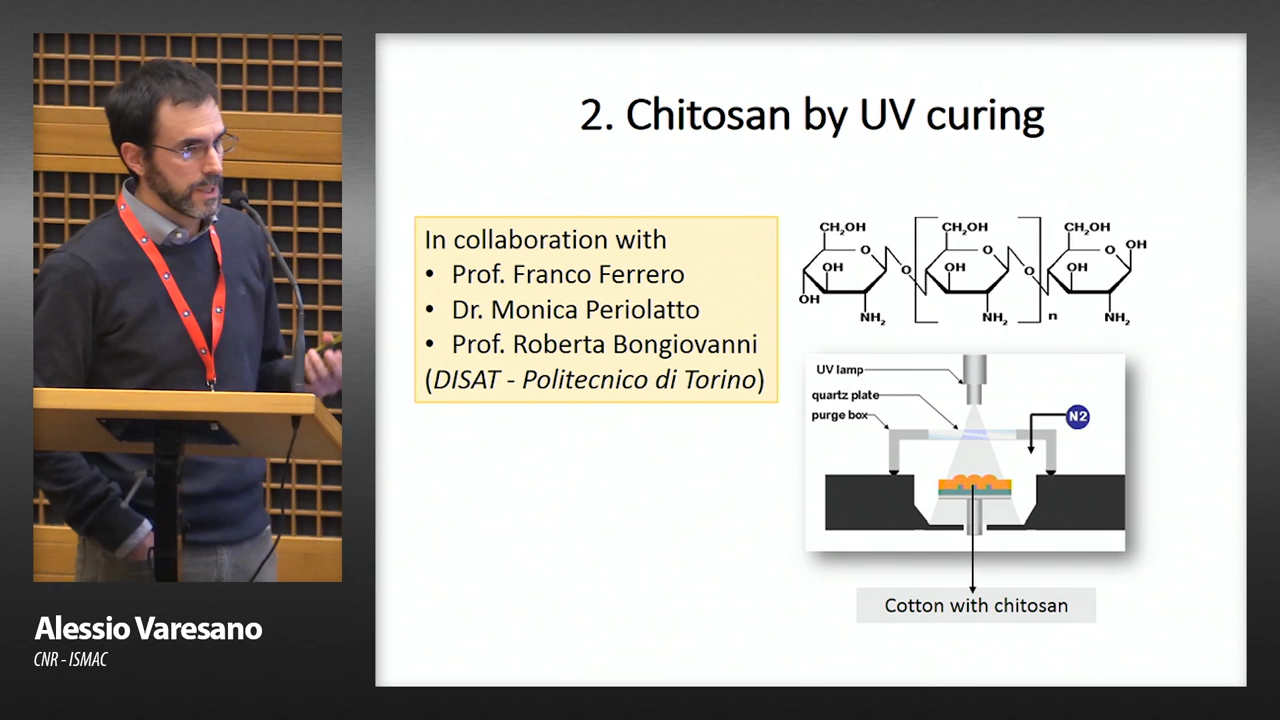 2. Chitosan by UV curing
In collaboration with
• Prof. Franco Ferrero
• Dr. Monica Periolatto
• Prof. Roberta Bongiovanni
(DISAT - Politecnico di Torino)
CH₂OH CH₂OH CH₂OH
O O O OH
OH OH OH
O O
OH
NH₂ NH₂ n NH₂
UV lamp
quartz plate
purge box
N2
Cotton with chitosan
Alessio Varesano
CNR - ISMAC